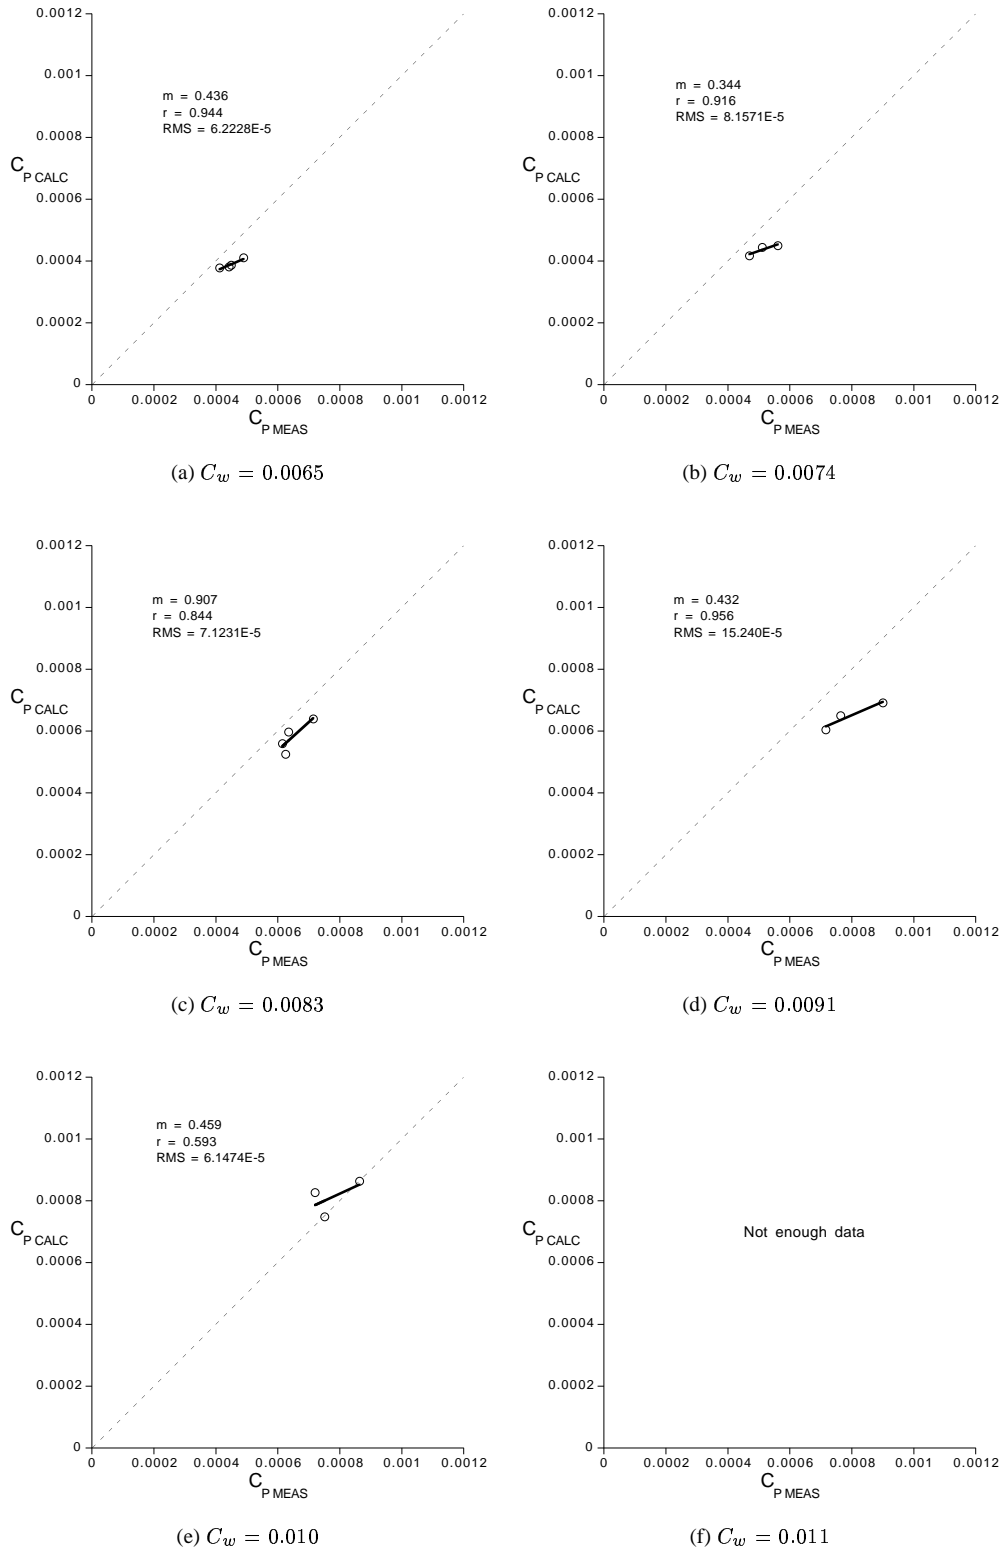 0.0012
0.001
0.0008
0.0006
0.0004
0.0002
0
C P CALC
m = 0.436
r = 0.944
RMS = 6.2228E-5
0 0.0002 0.0004 0.0006 0.0008 0.001 0.0012
C P MEAS
(a) C_w = 0.0065
0.0012
0.001
0.0008
0.0006
0.0004
0.0002
0
C P CALC
m = 0.344
r = 0.916
RMS = 8.1571E-5
0 0.0002 0.0004 0.0006 0.0008 0.001 0.0012
C P MEAS
(b) C_w = 0.0074
0.0012
0.001
0.0008
0.0006
0.0004
0.0002
0
C P CALC
m = 0.907
r = 0.844
RMS = 7.1231E-5
0 0.0002 0.0004 0.0006 0.0008 0.001 0.0012
C P MEAS
(c) C_w = 0.0083
0.0012
0.001
0.0008
0.0006
0.0004
0.0002
0
C P CALC
m = 0.432
r = 0.956
RMS = 15.240E-5
0 0.0002 0.0004 0.0006 0.0008 0.001 0.0012
C P MEAS
(d) C_w = 0.0091
0.0012
0.001
0.0008
0.0006
0.0004
0.0002
0
C P CALC
m = 0.459
r = 0.593
RMS = 6.1474E-5
0 0.0002 0.0004 0.0006 0.0008 0.001 0.0012
C P MEAS
(e) C_w = 0.010
0.0012
0.001
0.0008
0.0006
0.0004
0.0002
0
C P CALC
Not enough data
0 0.0002 0.0004 0.0006 0.0008 0.001 0.0012
C P MEAS
(f) C_w = 0.011